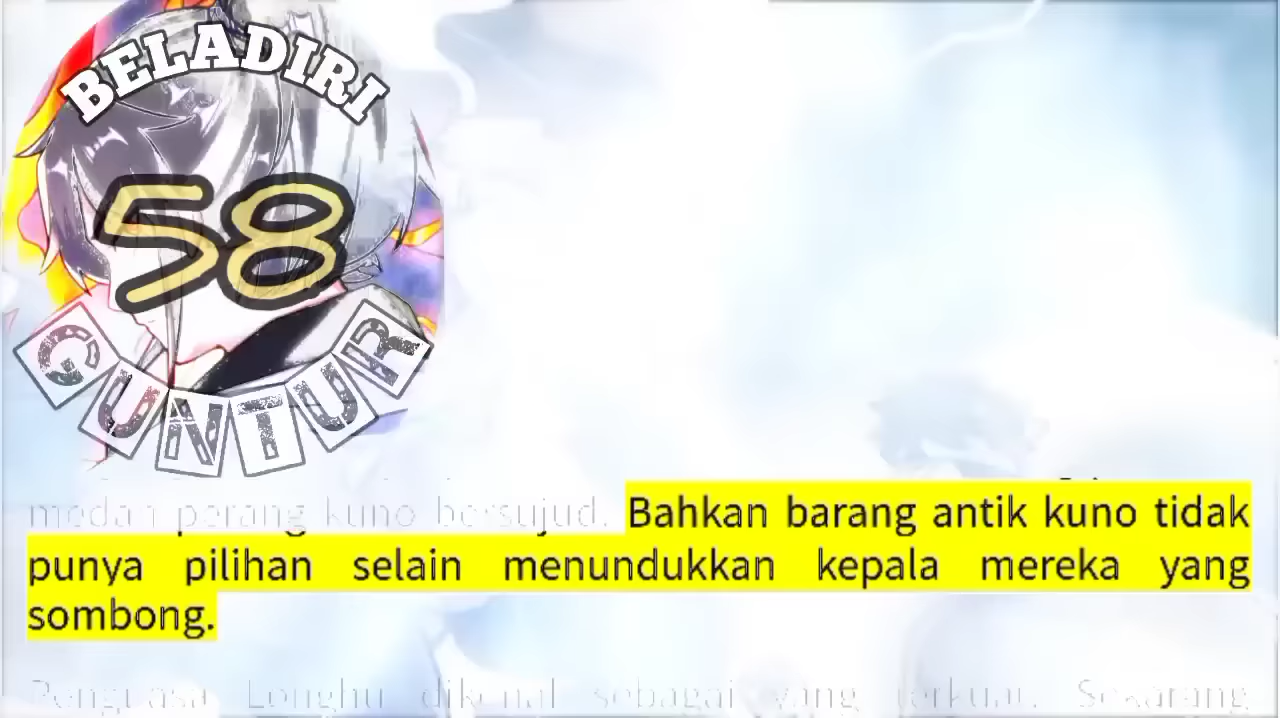 BELADIRI
58
GUNTUR
medan perang kuno bersujud. Bahkan barang antik kuno tidak
punya pilihan selain menundukkan kepala mereka yang
sombong.
Penguasa Longhu dikenal sebagai yang terkuat. Sekarang,